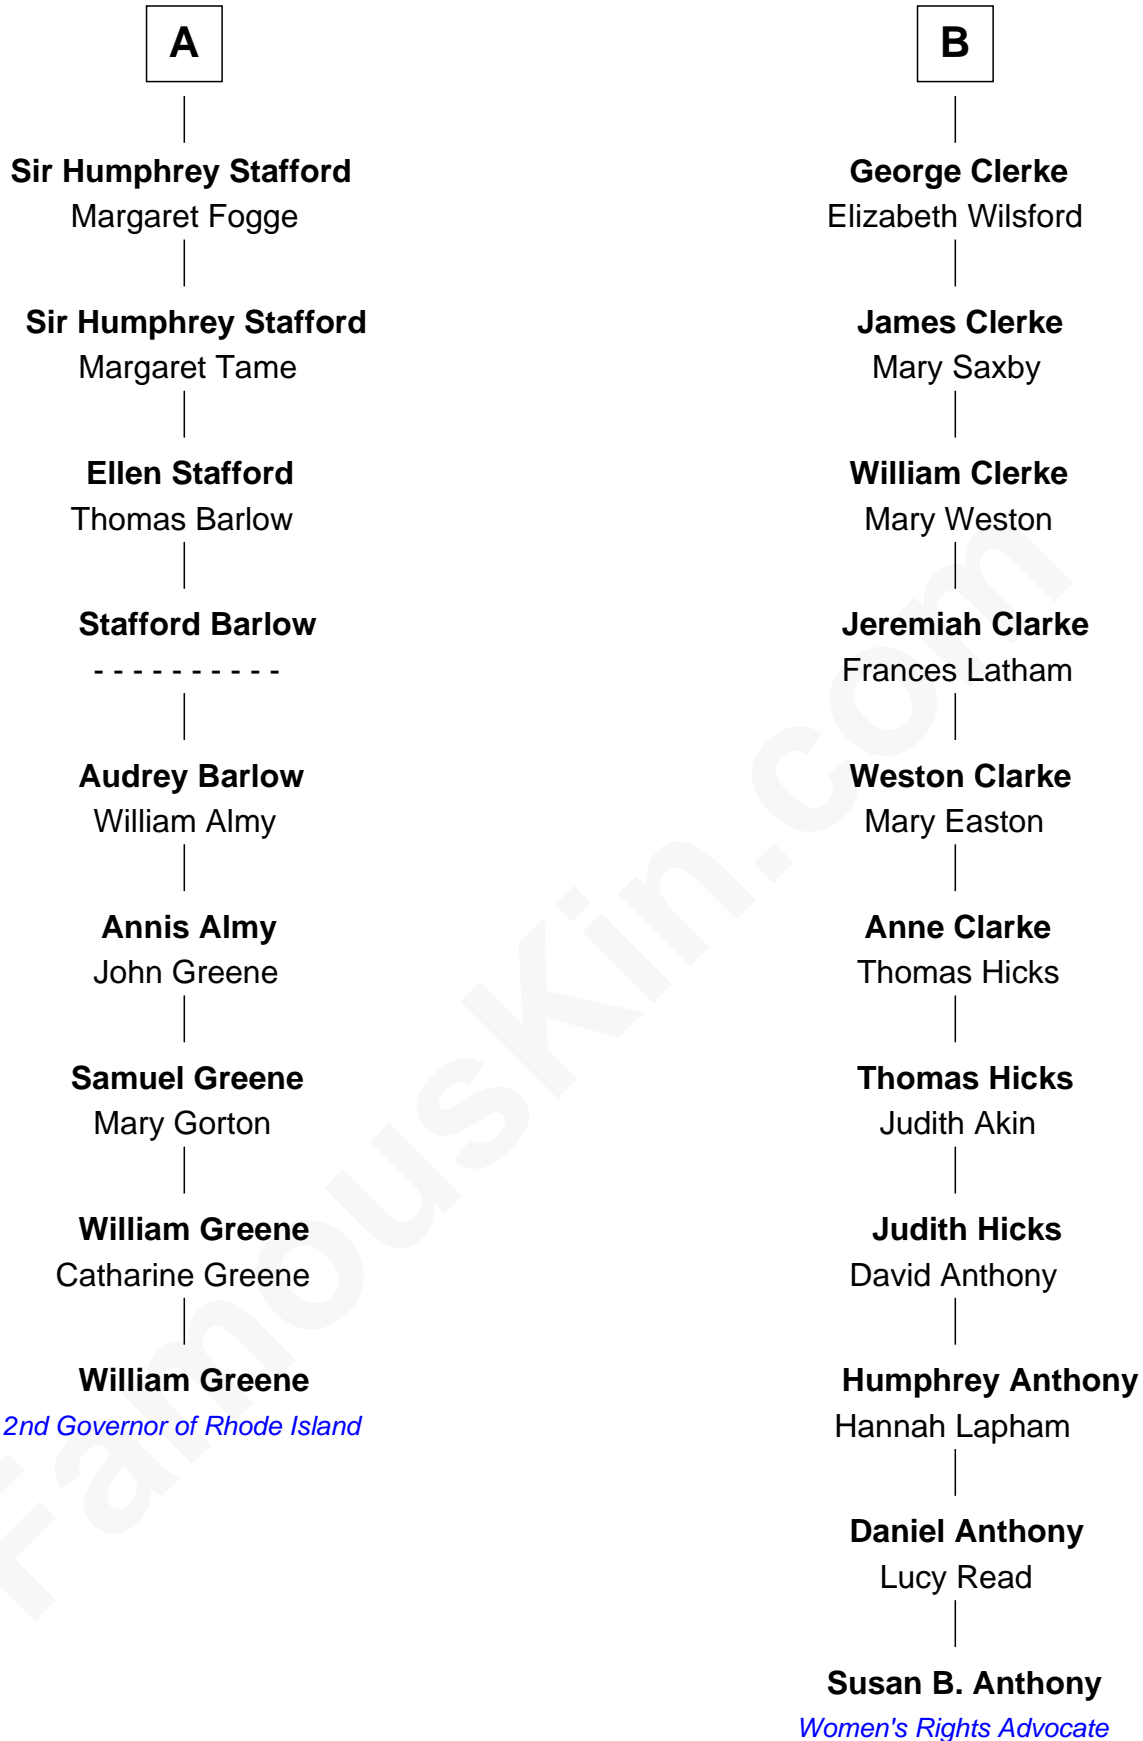 A
Sir Humphrey Stafford
Margaret Fogge
Sir Humphrey Stafford
Margaret Tame
Ellen Stafford
Thomas Barlow
Stafford Barlow
- - - - - - - - - -
Audrey Barlow
William Almy
Annis Almy
John Greene
Samuel Greene
Mary Gorton
William Greene
Catharine Greene
William Greene
2nd Governor of Rhode Island
B
George Clerke
Elizabeth Wilsford
James Clerke
Mary Saxby
William Clerke
Mary Weston
Jeremiah Clarke
Frances Latham
Weston Clarke
Mary Easton
Anne Clarke
Thomas Hicks
Thomas Hicks
Judith Akin
Judith Hicks
David Anthony
Humphrey Anthony
Hannah Lapham
Daniel Anthony
Lucy Read
Susan B. Anthony
Women's Rights Advocate
FamousKin.com